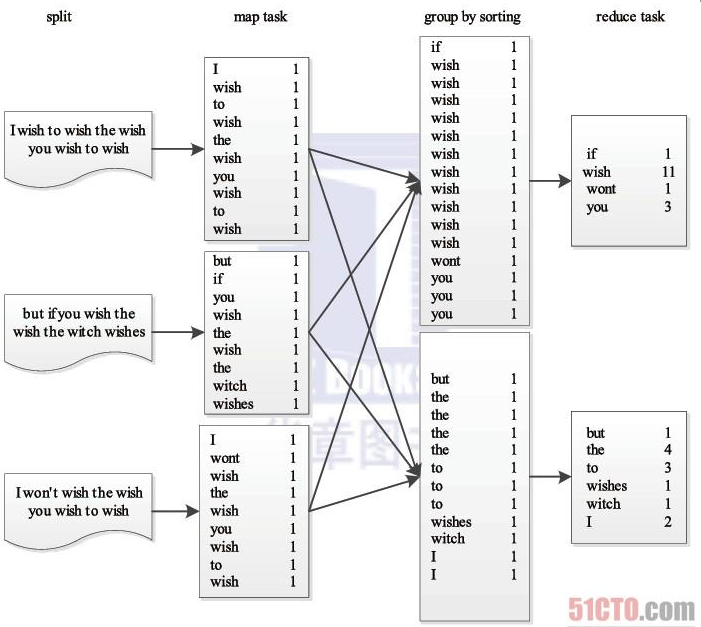 split
map task
group by sorting
reduce task
I wish to wish the wish
you wish to wish
but if you wish the
wish the witch wishes
I won't wish the wish
you wish to wish
I 1
wish 1
to 1
wish 1
the 1
wish 1
you 1
wish 1
to 1
wish 1
but 1
if 1
you 1
wish 1
the 1
wish 1
the 1
witch 1
wishes 1
I 1
wont 1
wish 1
the 1
wish 1
you 1
wish 1
to 1
wish 1
if 1
wish 1
wish 1
wish 1
wish 1
wish 1
wish 1
wish 1
wish 1
wish 1
wish 1
wish 1
wont 1
you 1
you 1
you 1
but 1
the 1
the 1
the 1
the 1
to 1
to 1
to 1
wishes 1
witch 1
I 1
I 1
if 1
wish 11
wont 1
you 3
but 1
the 4
to 3
wishes 1
witch 1
I 2
51CTO.com